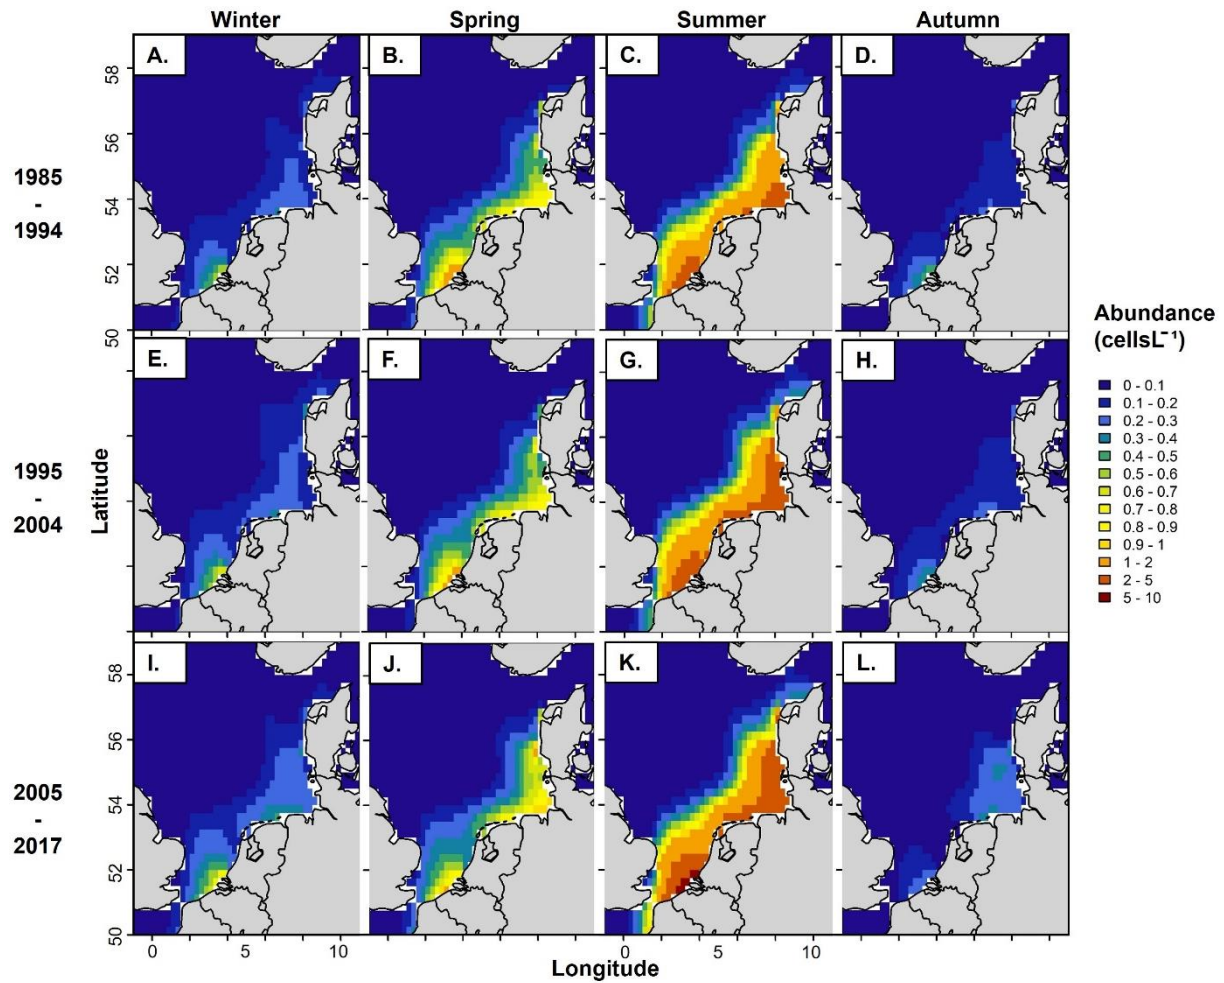 Winter Spring Summer Autumn
A. B. C. D.
58
56
54
52
50
1985
-
1994
E. F. G. H.
1995
-
2004
Latitude
Abundance
(cellsL⁻¹)
0 - 0.1
0.1 - 0.2
0.2 - 0.3
0.3 - 0.4
0.4 - 0.5
0.5 - 0.6
0.6 - 0.7
0.7 - 0.8
0.8 - 0.9
0.9 - 1
1 - 2
2 - 5
5 - 10
I. J. K. L.
58
56
54
52
50
2005
-
2017
0 5 10 0 5 10
Longitude